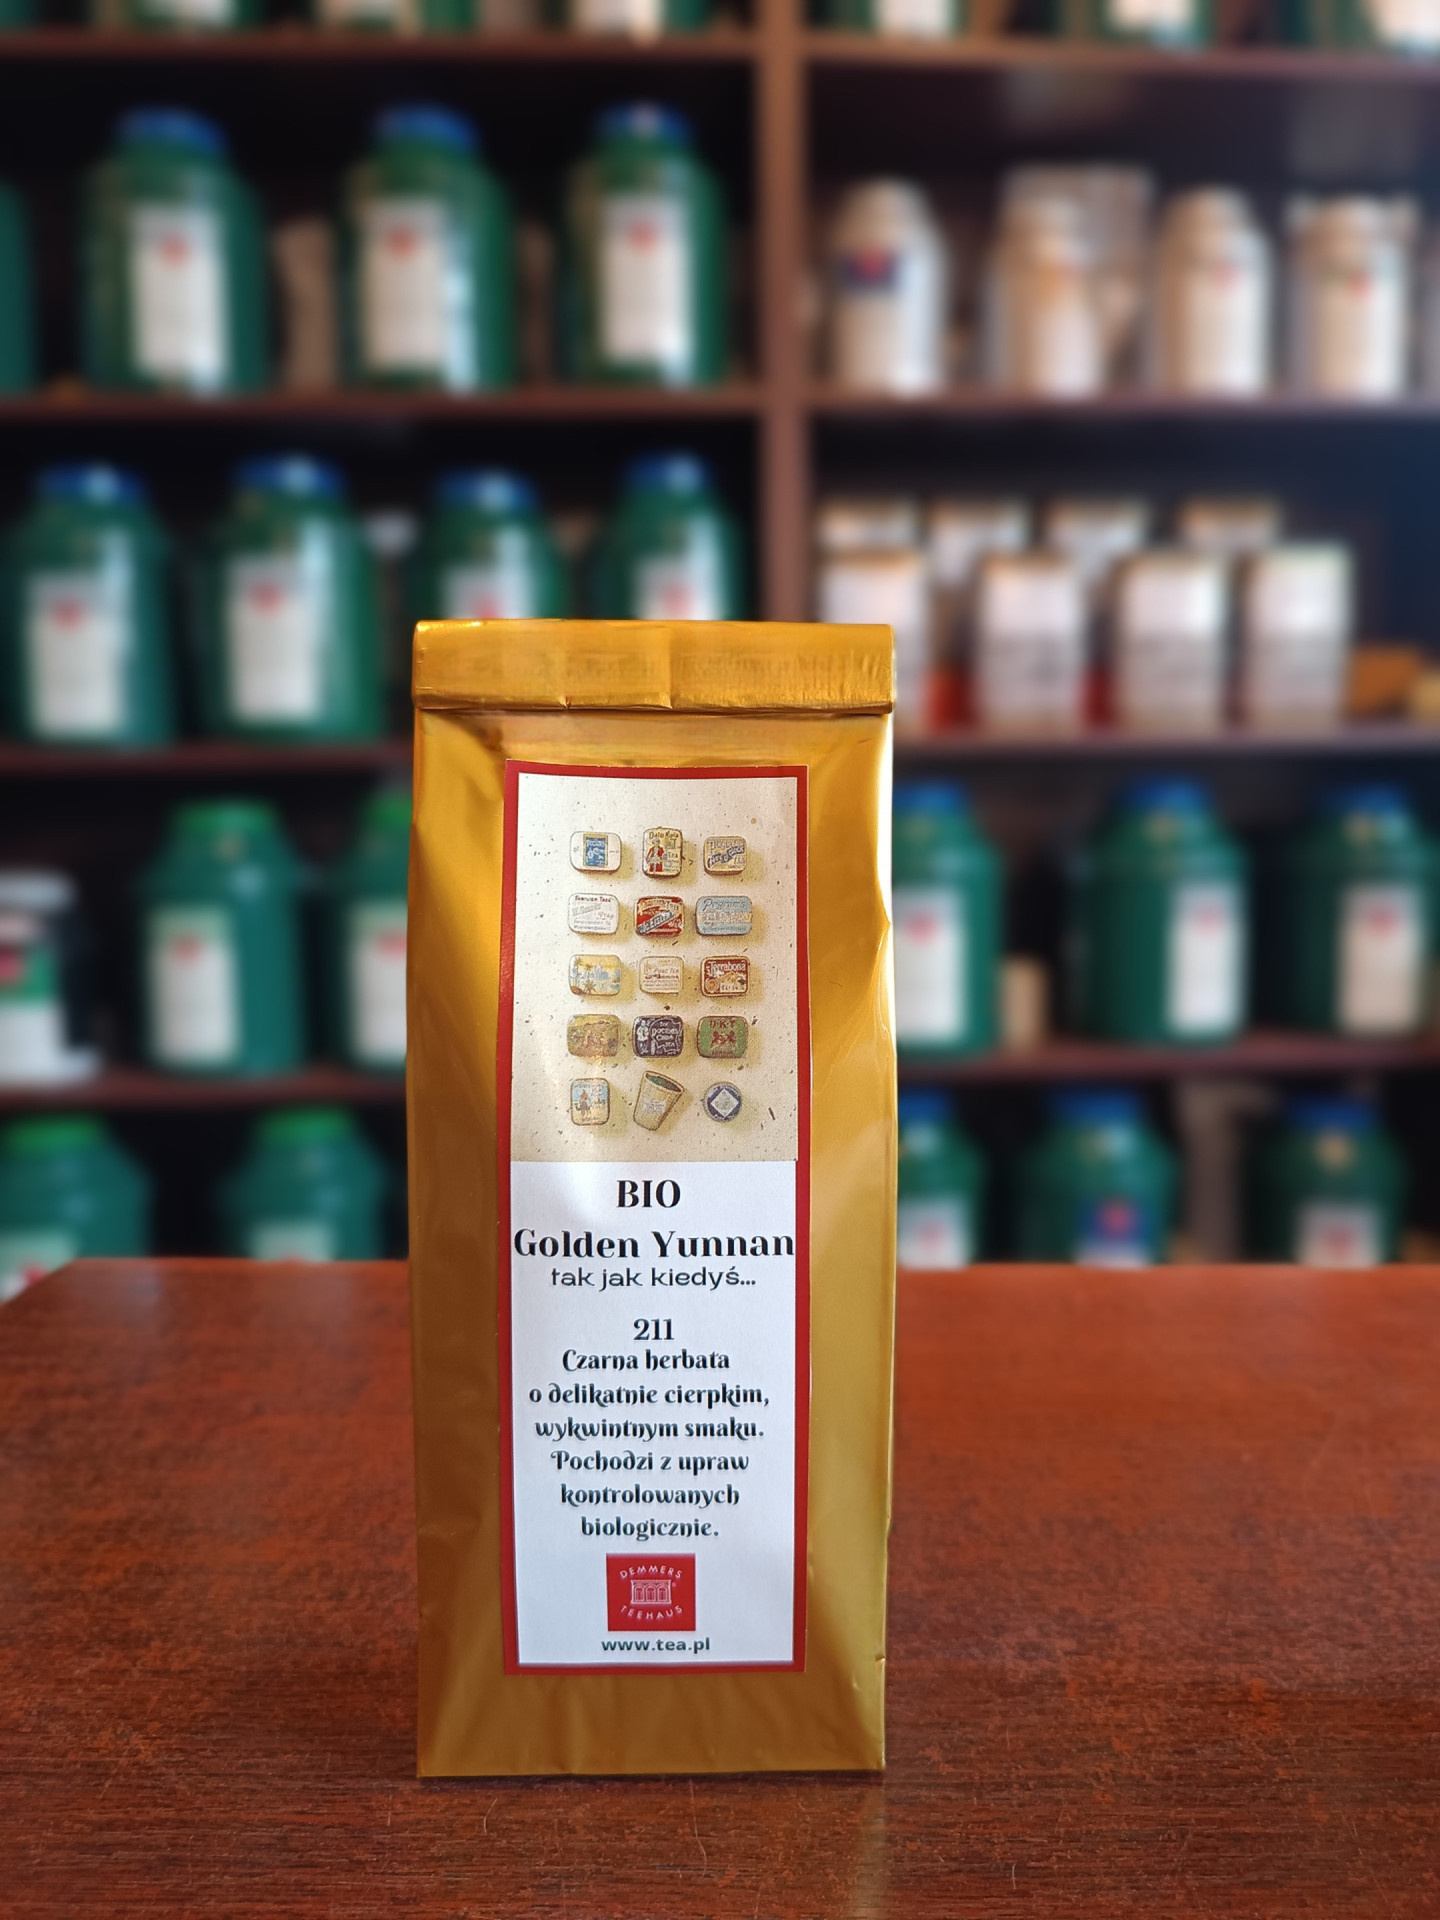 BIO
Golden Yunnan
tak jak kiedyś...
211
Czarna herbata
o delikatnie cierpkim,
wykwintnym smaku.
Pochodzi z upraw
kontrolowanych
biologicznie.
DEMMERS
TEEHAUS
www.tea.pl